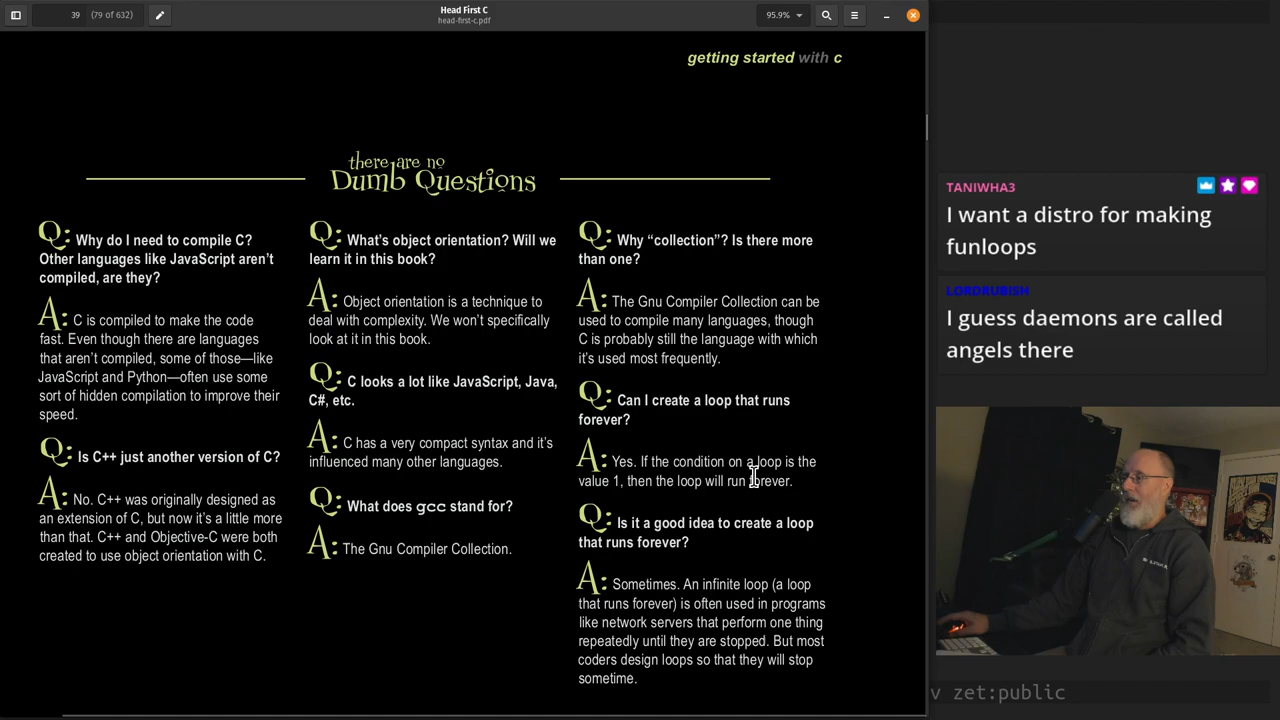 39
(79 of 632)
Head First C
head-first-c.pdf
95.9%
getting started with c
there are no
Dumb Questions
Q: Why do I need to compile C?
Other languages like JavaScript aren't
compiled, are they?
A: C is compiled to make the code
fast. Even though there are languages
that aren't compiled, some of those—like
JavaScript and Python—often use some
sort of hidden compilation to improve their
speed.
Q: Is C++ just another version of C?
A: No. C++ was originally designed as
an extension of C, but now it's a little more
than that. C++ and Objective-C were both
created to use object orientation with C.
Q: What's object orientation? Will we
learn it in this book?
A: Object orientation is a technique to
deal with complexity. We won't specifically
look at it in this book.
Q: C looks a lot like JavaScript, Java,
C#, etc.
A: C has a very compact syntax and it's
influenced many other languages.
Q: What does gcc stand for?
A: The Gnu Compiler Collection.
Q: Why “collection”? Is there more
than one?
A: The Gnu Compiler Collection can be
used to compile many languages, though
C is probably still the language with which
it's used most frequently.
Q: Can I create a loop that runs
forever?
A: Yes. If the condition on a loop is the
value 1, then the loop will run forever.
Q: Is it a good idea to create a loop
that runs forever?
A: Sometimes. An infinite loop (a loop
that runs forever) is often used in programs
like network servers that perform one thing
repeatedly until they are stopped. But most
coders design loops so that they will stop
sometime.
TANIWHA3
I want a distro for making
funloops
LORDRUBISH
I guess daemons are called
angels there
v zet:public